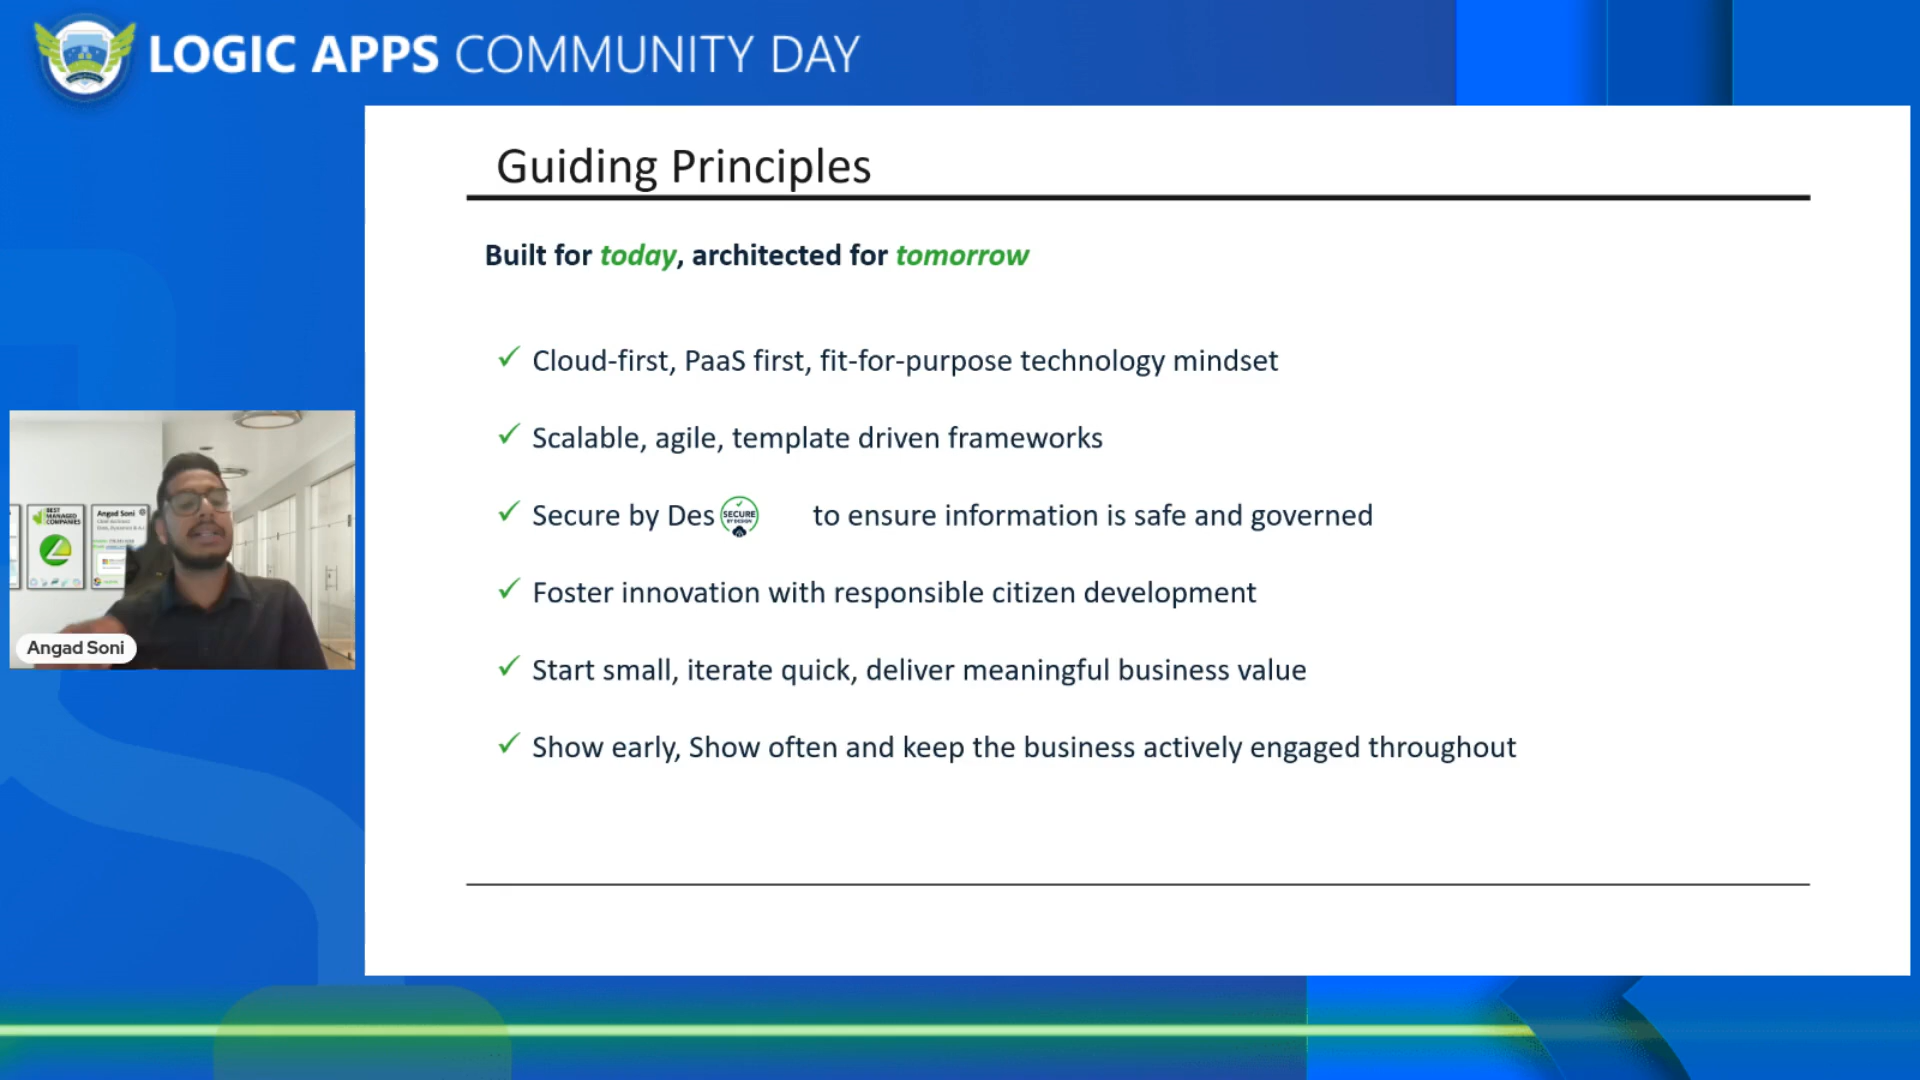 LOGIC APPS COMMUNITY DAY
Guiding Principles
Built for today, architected for tomorrow
✓ Cloud-first, PaaS first, fit-for-purpose technology mindset
✓ Scalable, agile, template driven frameworks
✓ Secure by Des SECURE BY DESIGN to ensure information is safe and governed
✓ Foster innovation with responsible citizen development
✓ Start small, iterate quick, deliver meaningful business value
✓ Show early, Show often and keep the business actively engaged throughout
BEST
MANAGED
COMPANIES
Angad Soni
Angad Soni